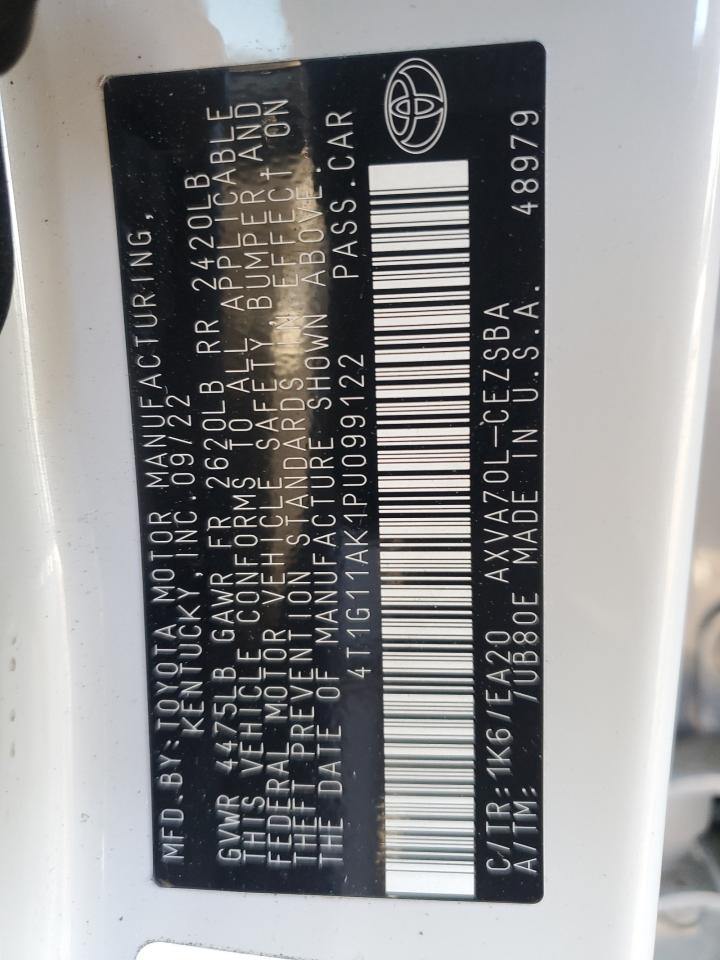 MFD.BY:TOYOTA MOTOR MANUFACTURING,
KENTUCKY,INC.09/22
GVWR 4475LB GAWR FR 2620LB RR 2420LB
THIS VEHICLE CONFORMS TO ALL APPLICABLE
FEDERAL MOTOR VEHICLE SAFETY,BUMPER,AND
THEFT PREVENTION STANDARDS IN EFFECT ON
THE DATE OF MANUFACTURE SHOWN ABOVE.
4T1G11AK1PU099122 PASS.CAR
C/TR:1K6/EA20 AXVA70L-CEZSBA
A/TM: /UB80E MADE IN U.S.A. 48979